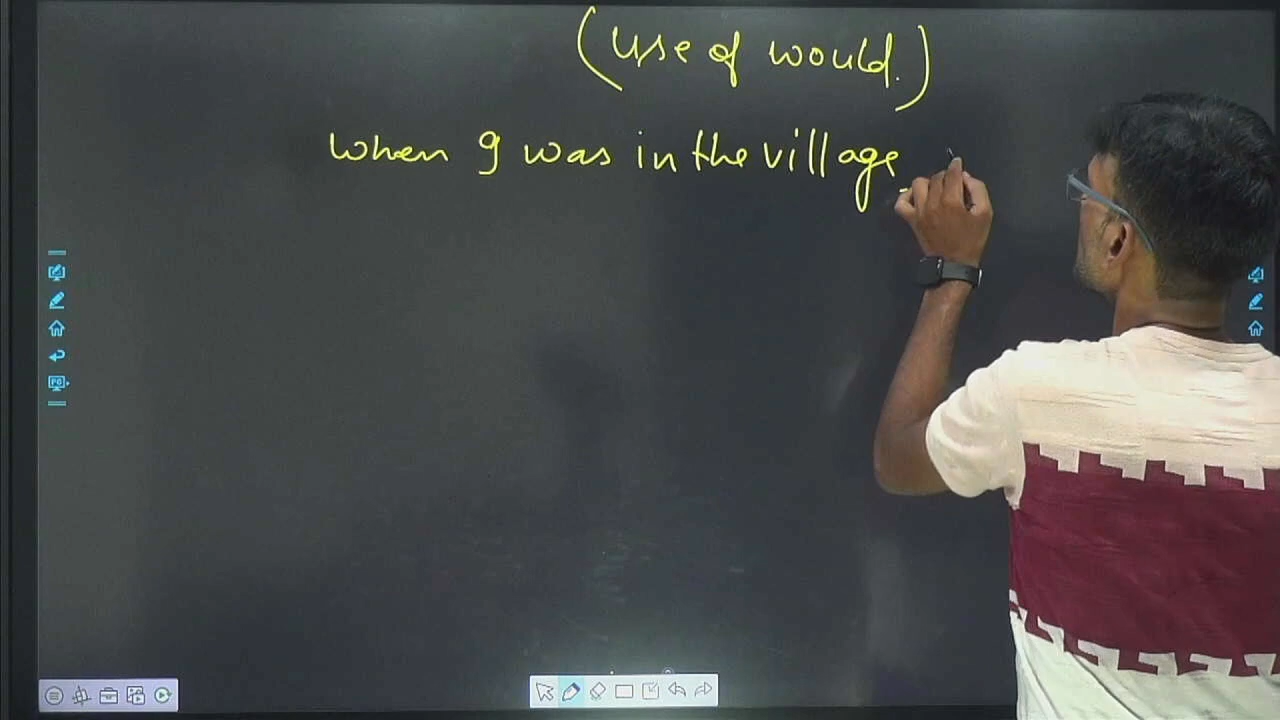 (use of would.)
when I was in the village,